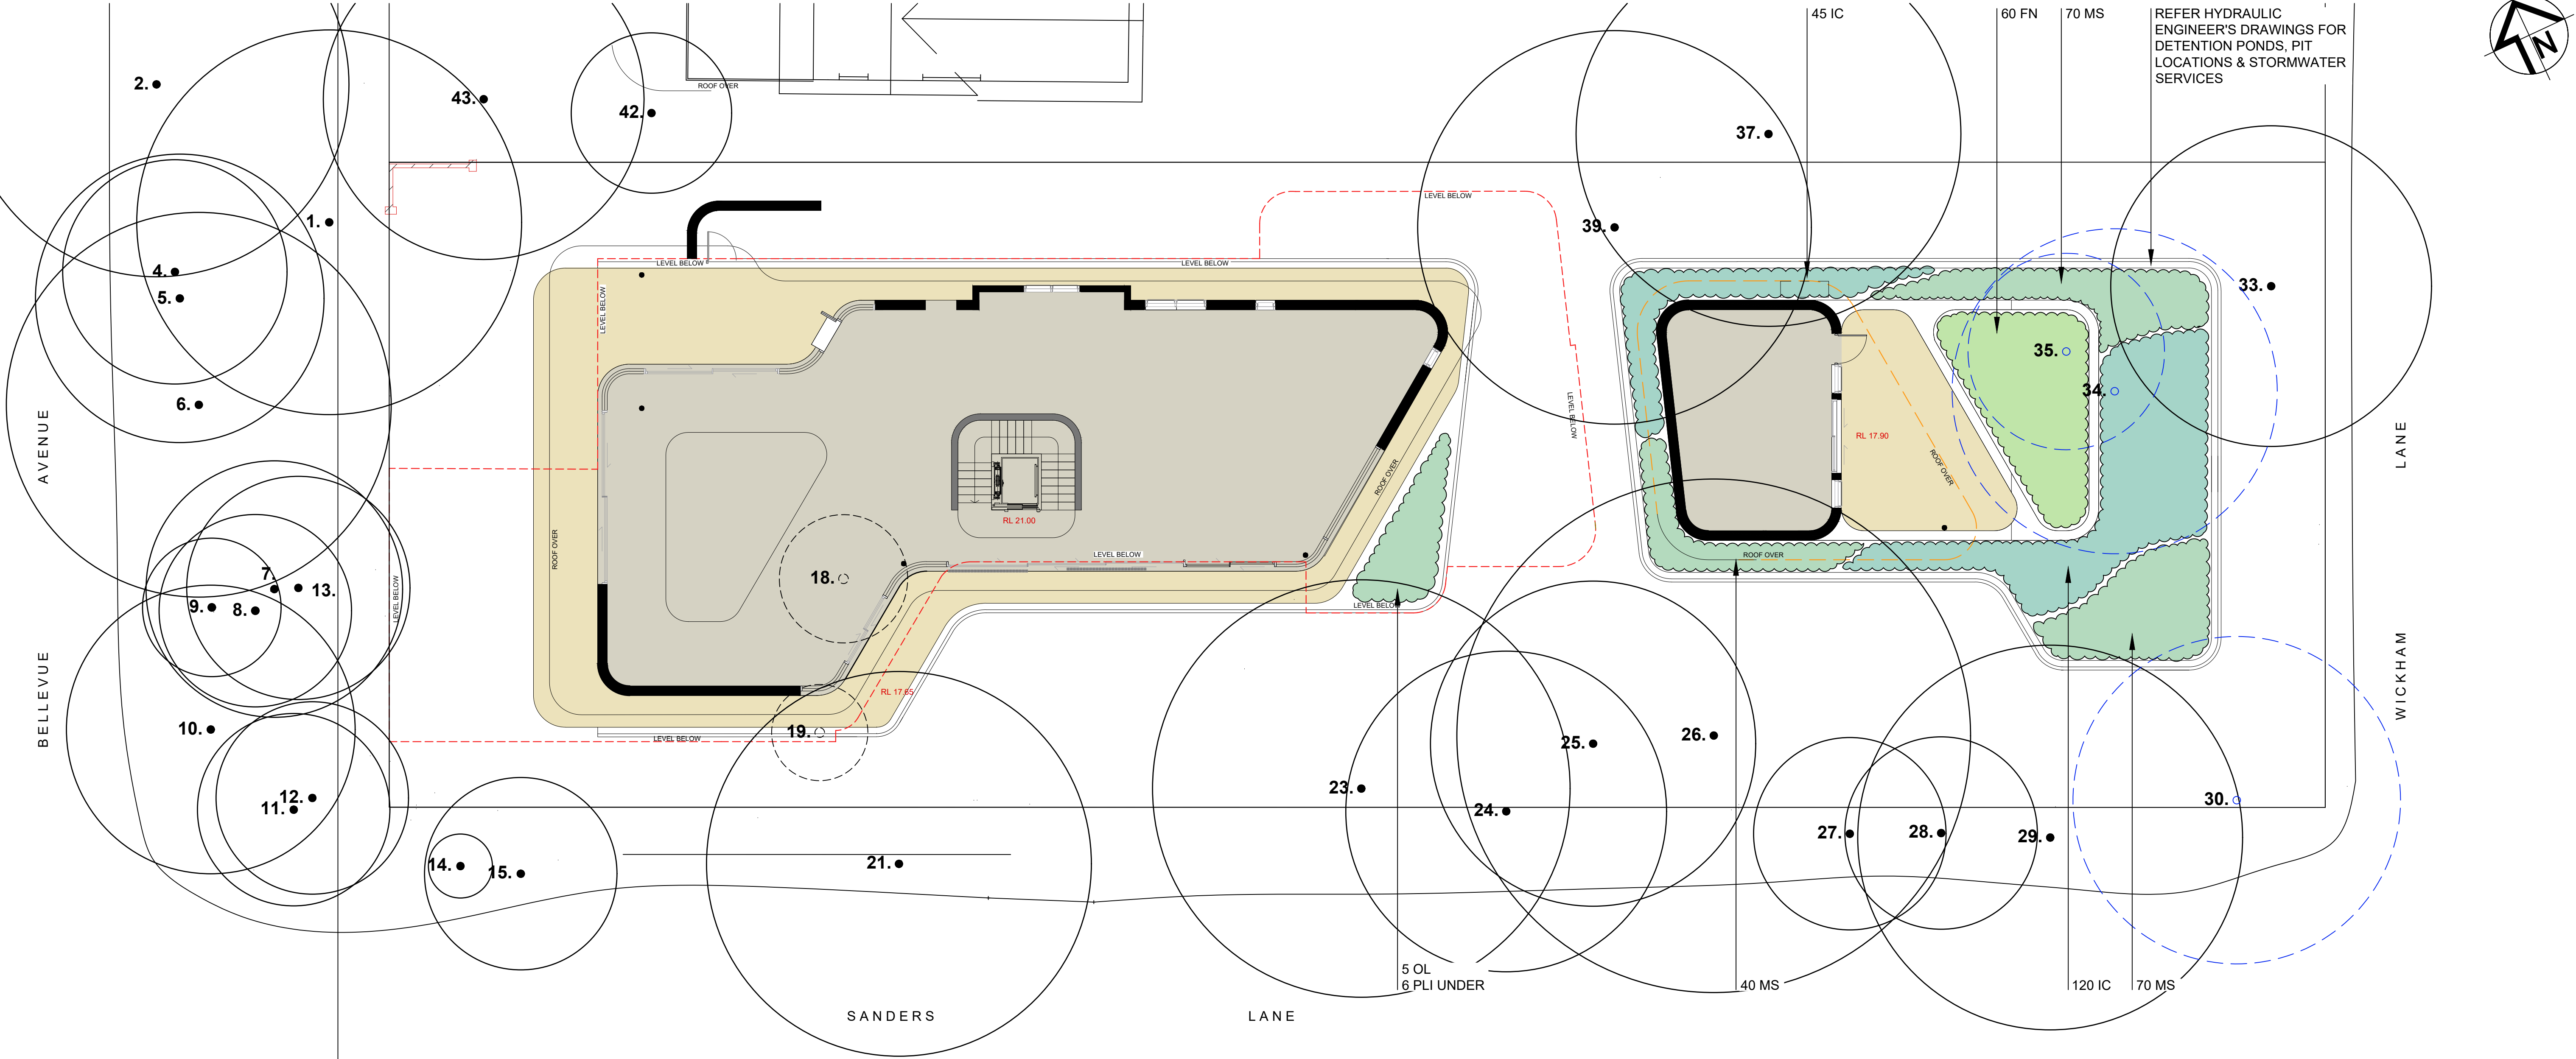 45 IC
60 FN
70 MS
REFER HYDRAULIC
ENGINEER'S DRAWINGS FOR
DETENTION PONDS, PIT
LOCATIONS & STORMWATER
SERVICES
N
2.
43.
42.
ROOF OVER
37.
1.
39.
LEVEL BELOW
4.
5.
LEVEL BELOW
LEVEL BELOW
LEVEL BELOW
33.
35.
34.
6.
AVENUE
LANE
LEVEL BELOW
RL 17.90
ROOF OVER
ROOF OVER
RL 21.00
ROOF OVER
LEVEL BELOW
ROOF OVER
18.
7.
13.
9.
8.
LEVEL BELOW
LEVEL BELOW
BELLEVUE
WICKHAM
RL 17.65
10.
19.
LEVEL BELOW
25.
26.
23.
24.
12.
11.
30.
27.
28.
29.
14.
15.
21.
5 OL
6 PLI UNDER
40 MS
120 IC
70 MS
SANDERS
LANE